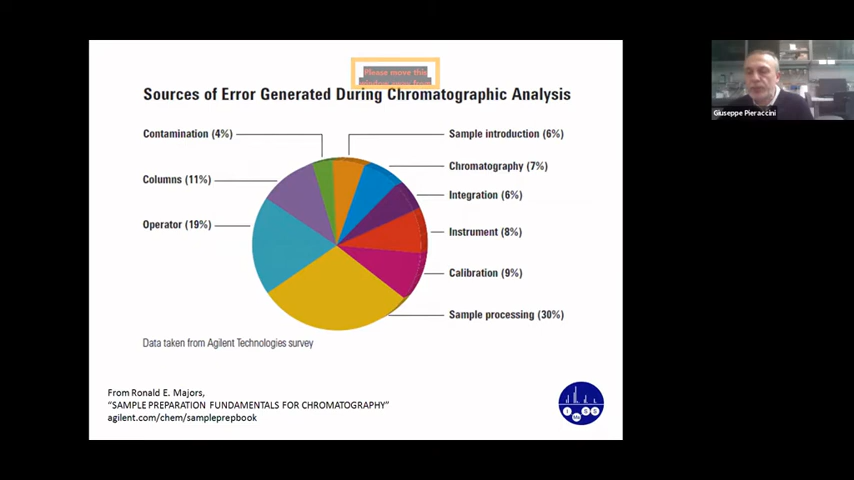 Please move this
Sources of Error Generated During Chromatographic Analysis
Contamination (4%)
Sample introduction (6%)
Chromatography (7%)
Columns (11%)
Integration (6%)
Operator (19%)
Instrument (8%)
Calibration (9%)
Sample processing (30%)
Data taken from Agilent Technologies survey
From Ronald E. Majors,
“SAMPLE PREPARATION FUNDAMENTALS FOR CHROMATOGRAPHY”
agilent.com/chem/sampleprepbook
Giuseppe Pieraccini